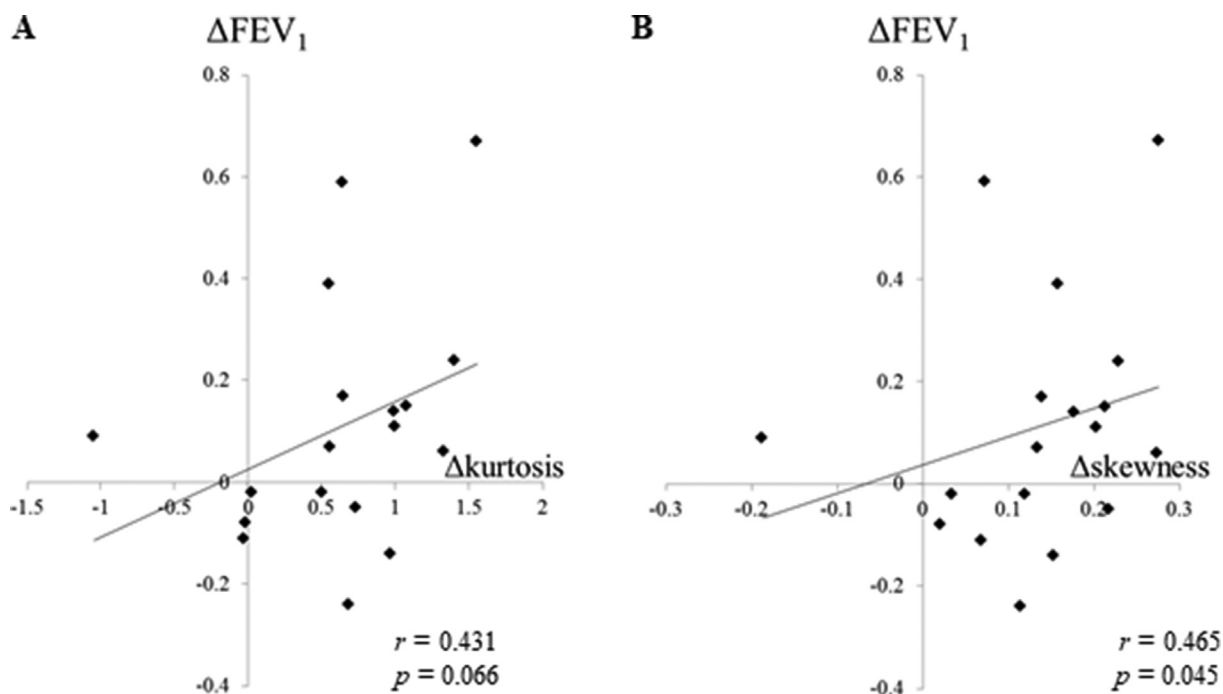 A
ΔFEV1
0.8
0.6
0.4
0.2
0
-0.2
-0.4
-1.5 -1 -0.5 0 0.5 1 1.5 2
Δkurtosis
r = 0.431
p = 0.066
B
ΔFEV1
0.8
0.6
0.4
0.2
0
-0.2
-0.4
-0.3 -0.2 -0.1 0 0.1 0.2 0.3
Δskewness
r = 0.465
p = 0.045